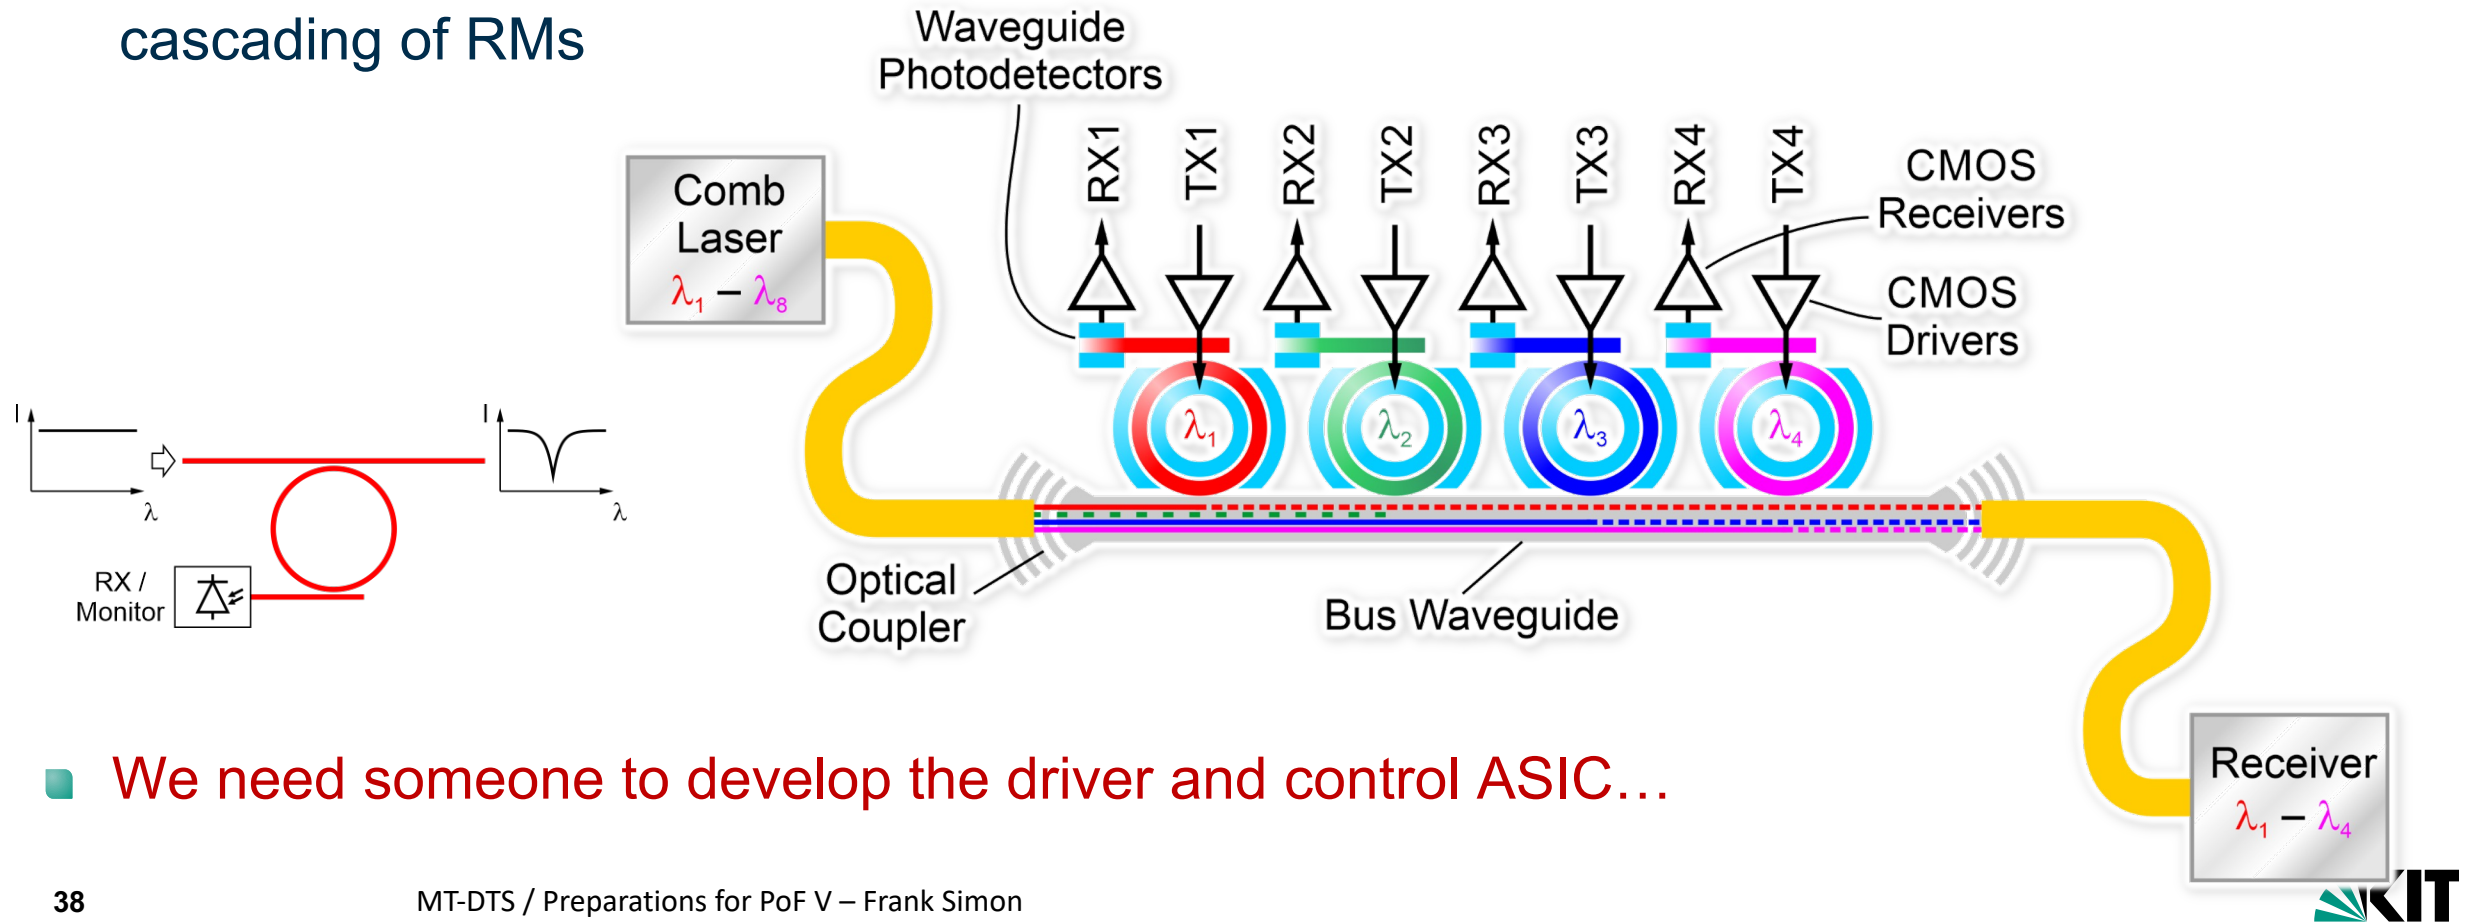 cascading of RMs
Waveguide
Photodetectors
RX1
TX1
RX2
TX2
RX3
TX3
RX4
TX4
CMOS
Receivers
CMOS
Drivers
Comb
Laser
λ1 – λ8
λ1
λ2
λ3
λ4
I
λ
I
λ
RX /
Monitor
Optical
Coupler
Bus Waveguide
Receiver
λ1 – λ4
We need someone to develop the driver and control ASIC…
38
MT-DTS / Preparations for PoF V – Frank Simon
KIT